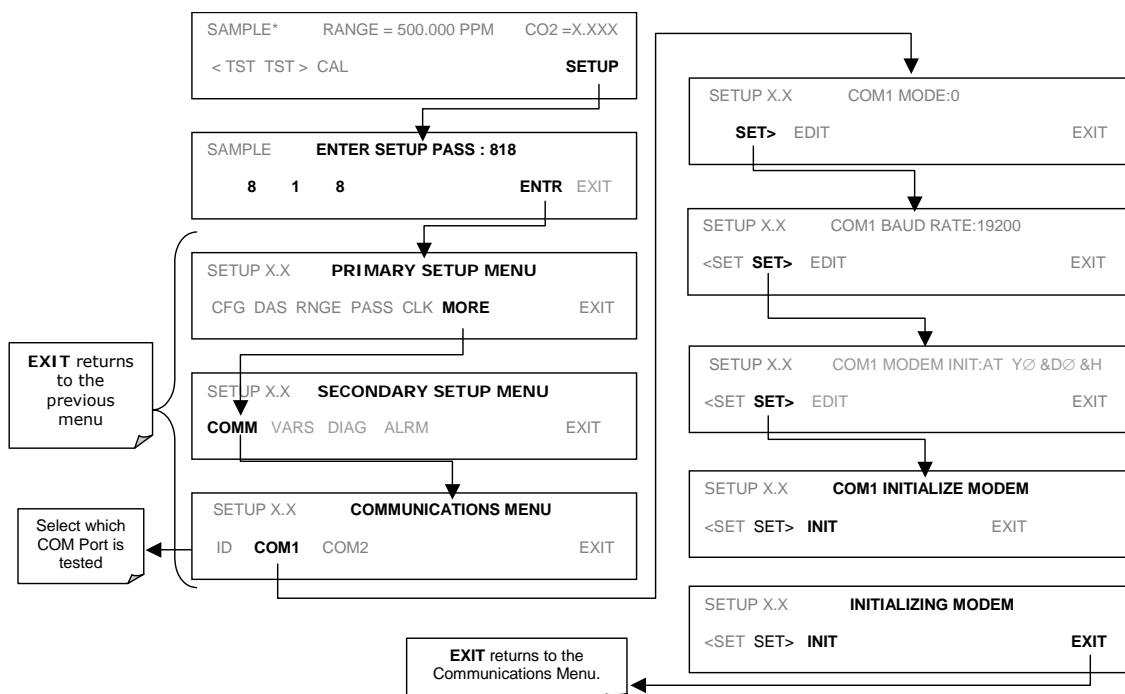 SAMPLE* RANGE = 500.000 PPM CO2 =X.XXX
< TST TST > CAL SETUP
SAMPLE ENTER SETUP PASS : 818
8 1 8 ENTR EXIT
SETUP X.X PRIMARY SETUP MENU
CFG DAS RNGE PASS CLK MORE EXIT
EXIT returns
to the
previous
menu
SETUP X.X SECONDARY SETUP MENU
COMM VARS DIAG ALRM EXIT
Select which
COM Port is
tested
SETUP X.X COMMUNICATIONS MENU
ID COM1 COM2 EXIT
SETUP X.X COM1 MODE:0
SET> EDIT EXIT
SETUP X.X COM1 BAUD RATE:19200
<SET SET> EDIT EXIT
SETUP X.X COM1 MODEM INIT:AT Y∅ &D∅ &H
<SET SET> EDIT EXIT
SETUP X.X COM1 INITIALIZE MODEM
<SET SET> INIT EXIT
SETUP X.X INITIALIZING MODEM
<SET SET> INIT EXIT
EXIT returns to the
Communications Menu.